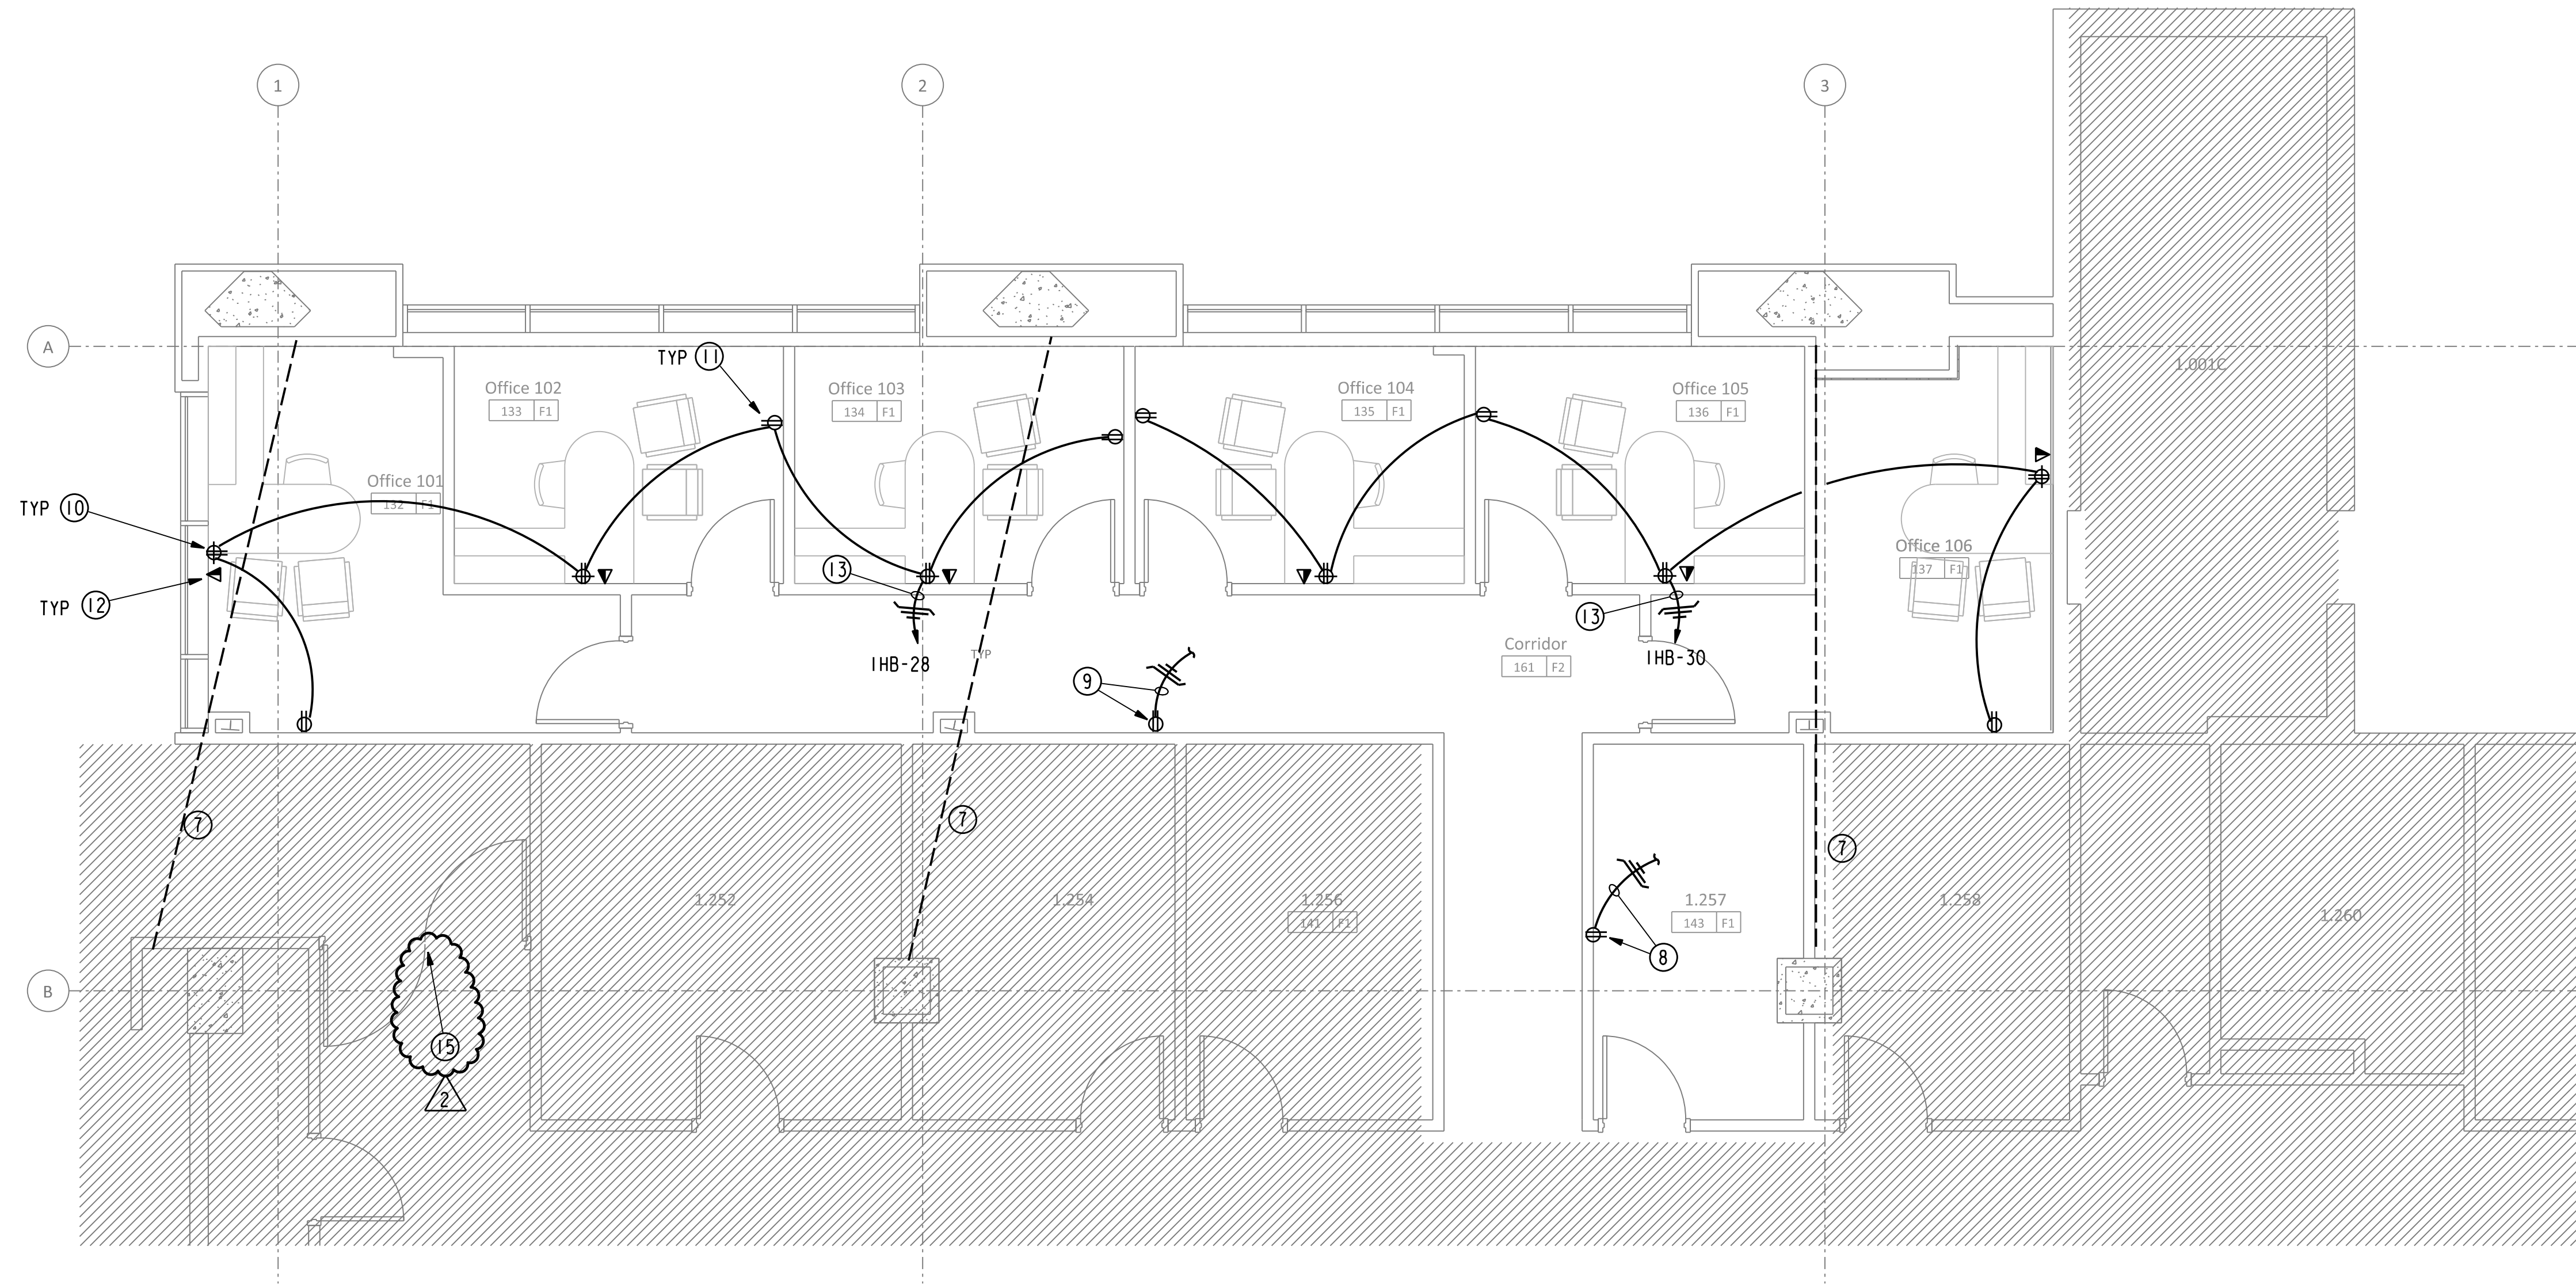 1
2
3
A
1.001C
TYP 11
Office 102
133 F1
Office 103
134 F1
Office 104
135 F1
Office 105
136 F1
Office 101
132 F1
TYP 10
Office 106
137 F1
13
TYP 12
13
1HB-28
TYP
Corridor
161 F2
1HB-30
9
7
7
7
1.252
1.254
1.256
141 F1
1.257
143 F1
1.258
1.260
8
B
15
2